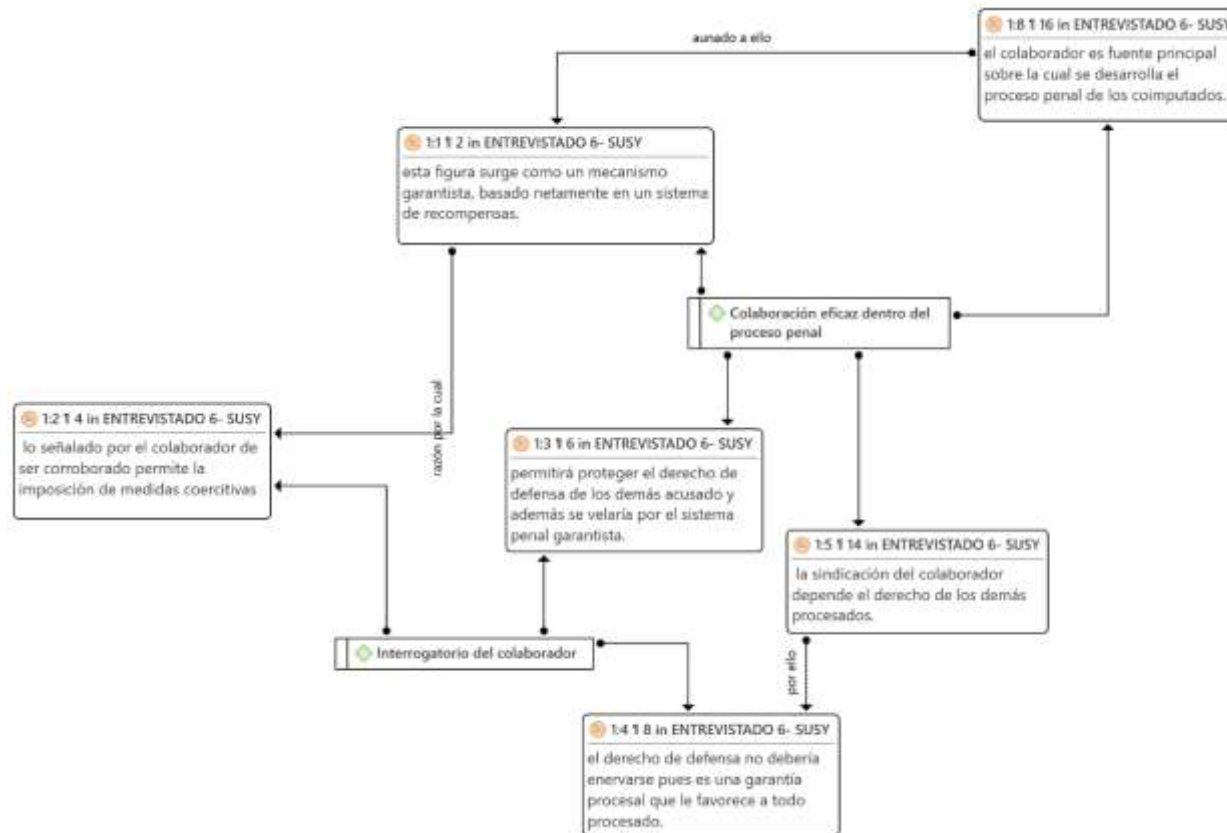 aunado a ello
1:8 ¶ 16 in ENTREVISTADO 6- SUSY
el colaborador es fuente principal
sobre la cual se desarrolla el
proceso penal de los coimputados.
1:1 ¶ 2 in ENTREVISTADO 6- SUSY
esta figura surge como un mecanismo
garantista, basado netamente en un sistema
de recompensas.
Colaboración eficaz dentro del
proceso penal
razón por la cual
1:2 ¶ 4 in ENTREVISTADO 6- SUSY
lo señalado por el colaborador de
ser corroborado permite la
imposición de medidas coercitivas
1:3 ¶ 6 in ENTREVISTADO 6- SUSY
permitirá proteger el derecho de
defensa de los demás acusado y
además se velaría por el sistema
penal garantista.
1:5 ¶ 14 in ENTREVISTADO 6- SUSY
la sindicación del colaborador
depende el derecho de los demás
procesados.
Interrogatorio del colaborador
por ello
1:4 ¶ 8 in ENTREVISTADO 6- SUSY
el derecho de defensa no debería
enervarse pues es una garantía
procesal que le favorece a todo
procesado.